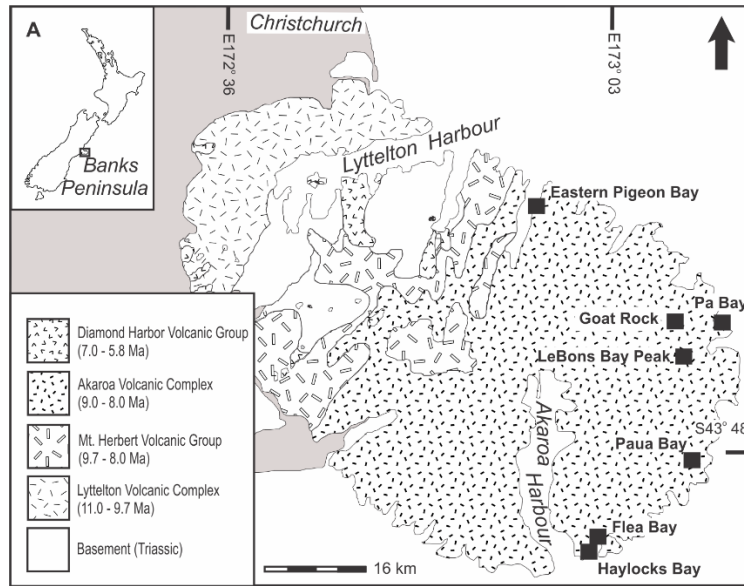 A
Christchurch
E172° 36
E173° 03
Banks
Peninsula
Lyttelton Harbour
Eastern Pigeon Bay
Pa Bay
Goat Rock
LeBons Bay Peak
S43° 48
Akaroa
Harbour
Paua Bay
Flea Bay
Haylocks Bay
Diamond Harbor Volcanic Group
(7.0 - 5.8 Ma)
Akaroa Volcanic Complex
(9.0 - 8.0 Ma)
Mt. Herbert Volcanic Group
(9.7 - 8.0 Ma)
Lyttelton Volcanic Complex
(11.0 - 9.7 Ma)
Basement (Triassic)
16 km